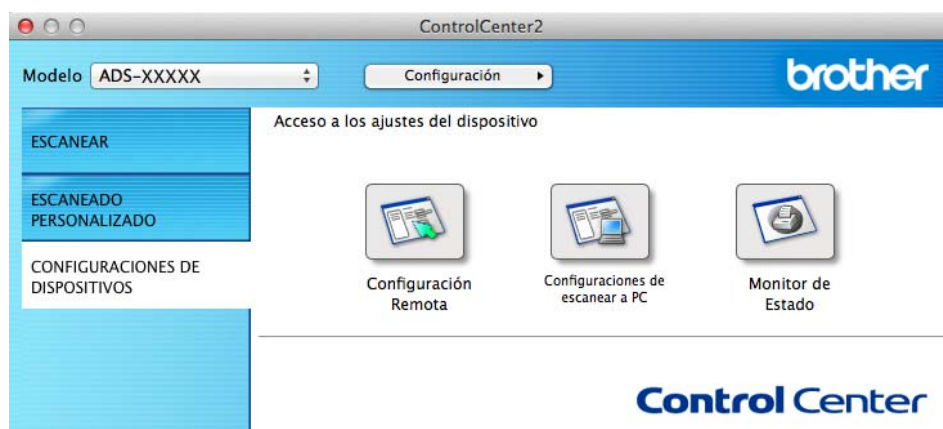 ControlCenter2
Modelo ADS-XXXXX Configuración brother
ESCANEAR
ESCANEADO
PERSONALIZADO
CONFIGURACIONES DE
DISPOSITIVOS
Acceso a los ajustes del dispositivo
Configuración
Remota
Configuraciones de
escanear a PC
Monitor de
Estado
Control Center